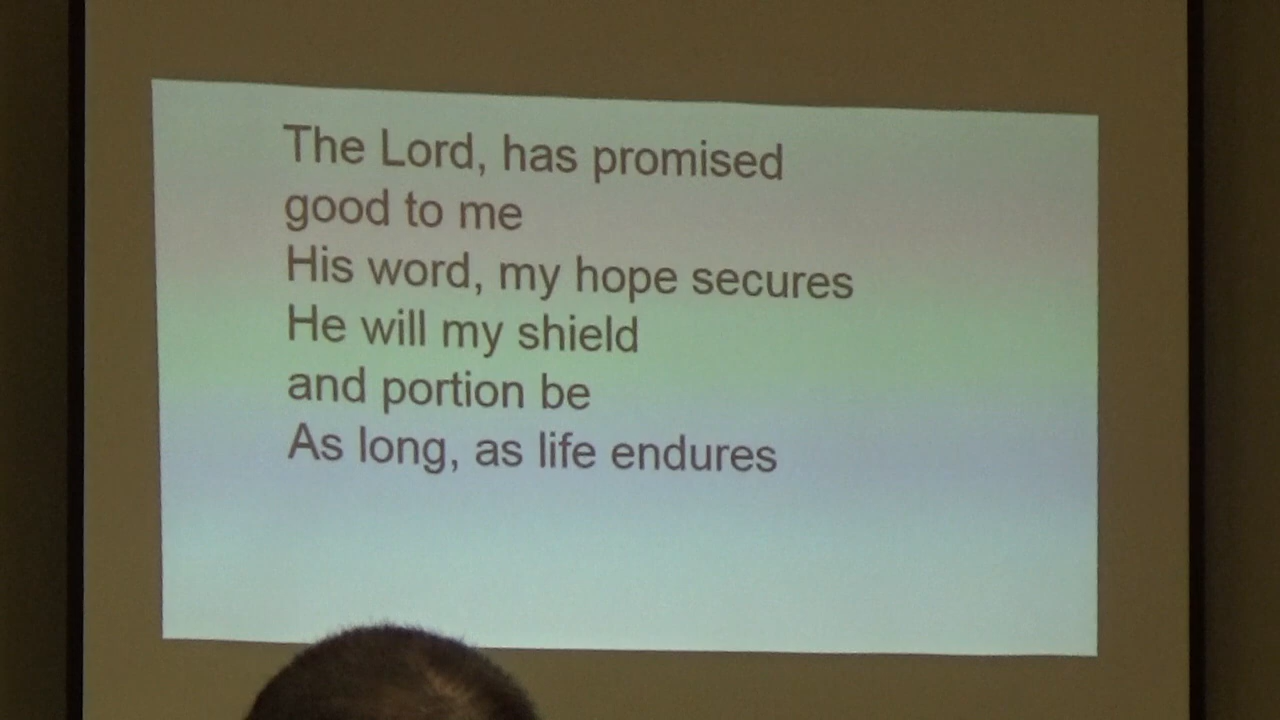 The Lord, has promised
good to me
His word, my hope secures
He will my shield
and portion be
As long, as life endures